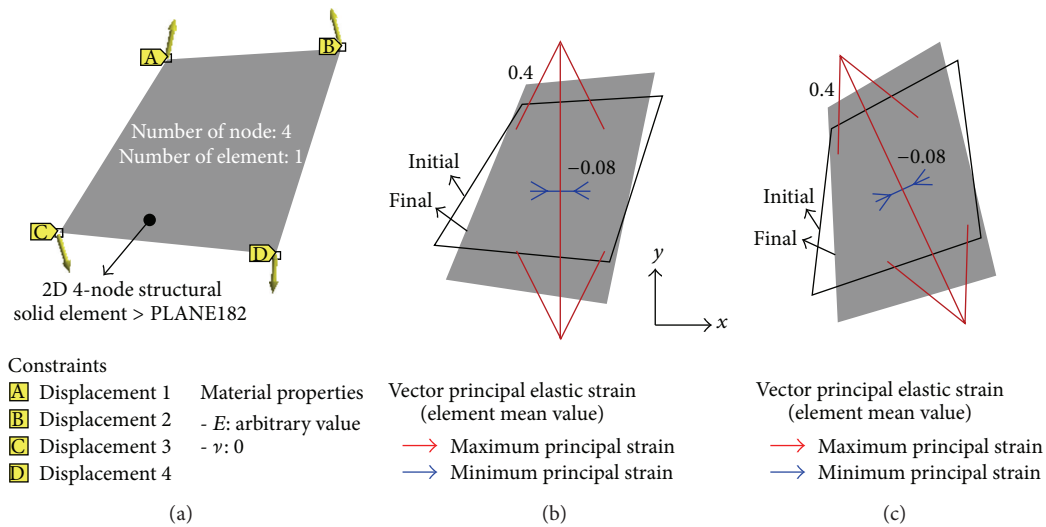 A
B
Number of node: 4
Number of element: 1
C
D
2D 4-node structural
solid element > PLANE182
Constraints
A Displacement 1
B Displacement 2
C Displacement 3
D Displacement 4
Material properties
- E: arbitrary value
- ν: 0
(a)
0.4
−0.08
Initial
Final
y
x
Vector principal elastic strain
(element mean value)
Maximum principal strain
Minimum principal strain
(b)
0.4
−0.08
Initial
Final
Vector principal elastic strain
(element mean value)
Maximum principal strain
Minimum principal strain
(c)